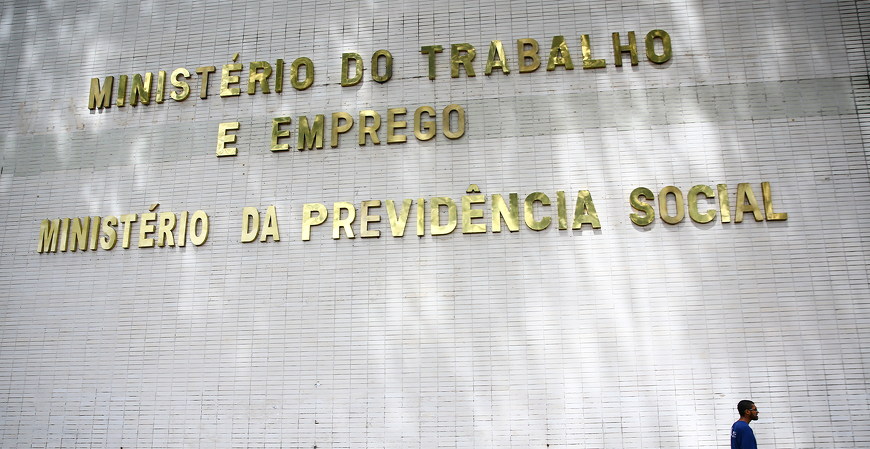 MINISTÉRIO DO TRABALHO
E EMPREGO
MINISTÉRIO DA PREVIDÊNCIA SOCIAL